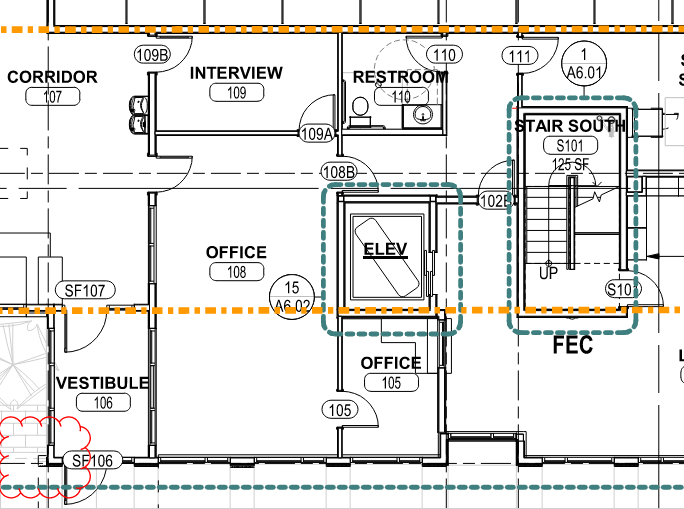 109B
110
111
1
A6.01
CORRIDOR
107
INTERVIEW
109
RESTROOM
110
109A
STAIR SOUTH
S101
125 SF
108B
102B
OFFICE
108
ELEV
UP
SF107
15
A6.02
S10
FEC
OFFICE
105
VESTIBULE
106
105
SF106